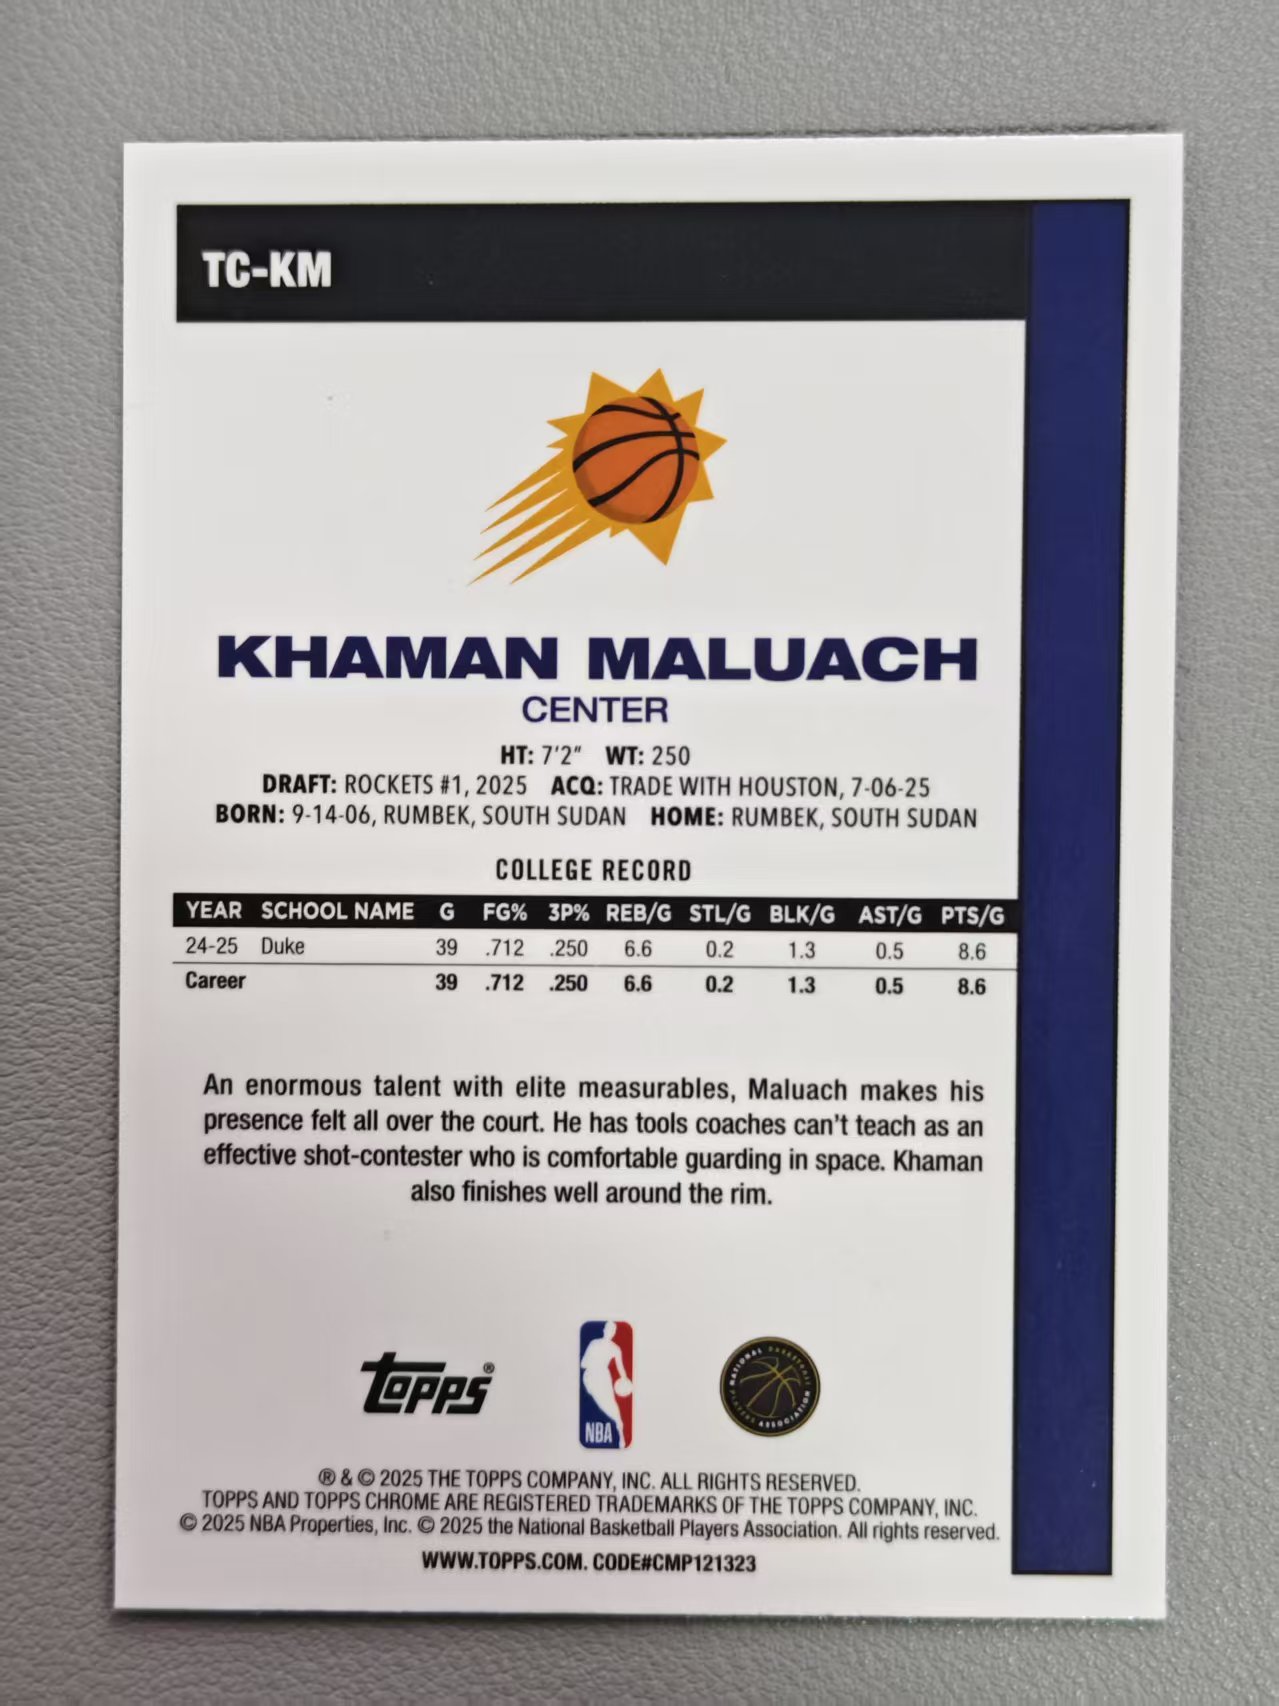 TC-KM
KHAMAN MALUACH
CENTER
HT: 7'2" WT: 250
DRAFT: ROCKETS #1, 2025 ACQ: TRADE WITH HOUSTON, 7-06-25
BORN: 9-14-06, RUMBEK, SOUTH SUDAN HOME: RUMBEK, SOUTH SUDAN
COLLEGE RECORD
YEAR SCHOOL NAME G FG% 3P% REB/G STL/G BLK/G AST/G PTS/G
24-25 Duke 39 .712 .250 6.6 0.2 1.3 0.5 8.6
Career 39 .712 .250 6.6 0.2 1.3 0.5 8.6
An enormous talent with elite measurables, Maluach makes his
presence felt all over the court. He has tools coaches can't teach as an
effective shot-contester who is comfortable guarding in space. Khaman
also finishes well around the rim.
Topps®
NBA
NATIONAL BASKETBALL PLAYERS ASSOCIATION
® & © 2025 THE TOPPS COMPANY, INC. ALL RIGHTS RESERVED.
TOPPS AND TOPPS CHROME ARE REGISTERED TRADEMARKS OF THE TOPPS COMPANY, INC.
© 2025 NBA Properties, Inc. © 2025 the National Basketball Players Association. All rights reserved.
WWW.TOPPS.COM. CODE#CMP121323